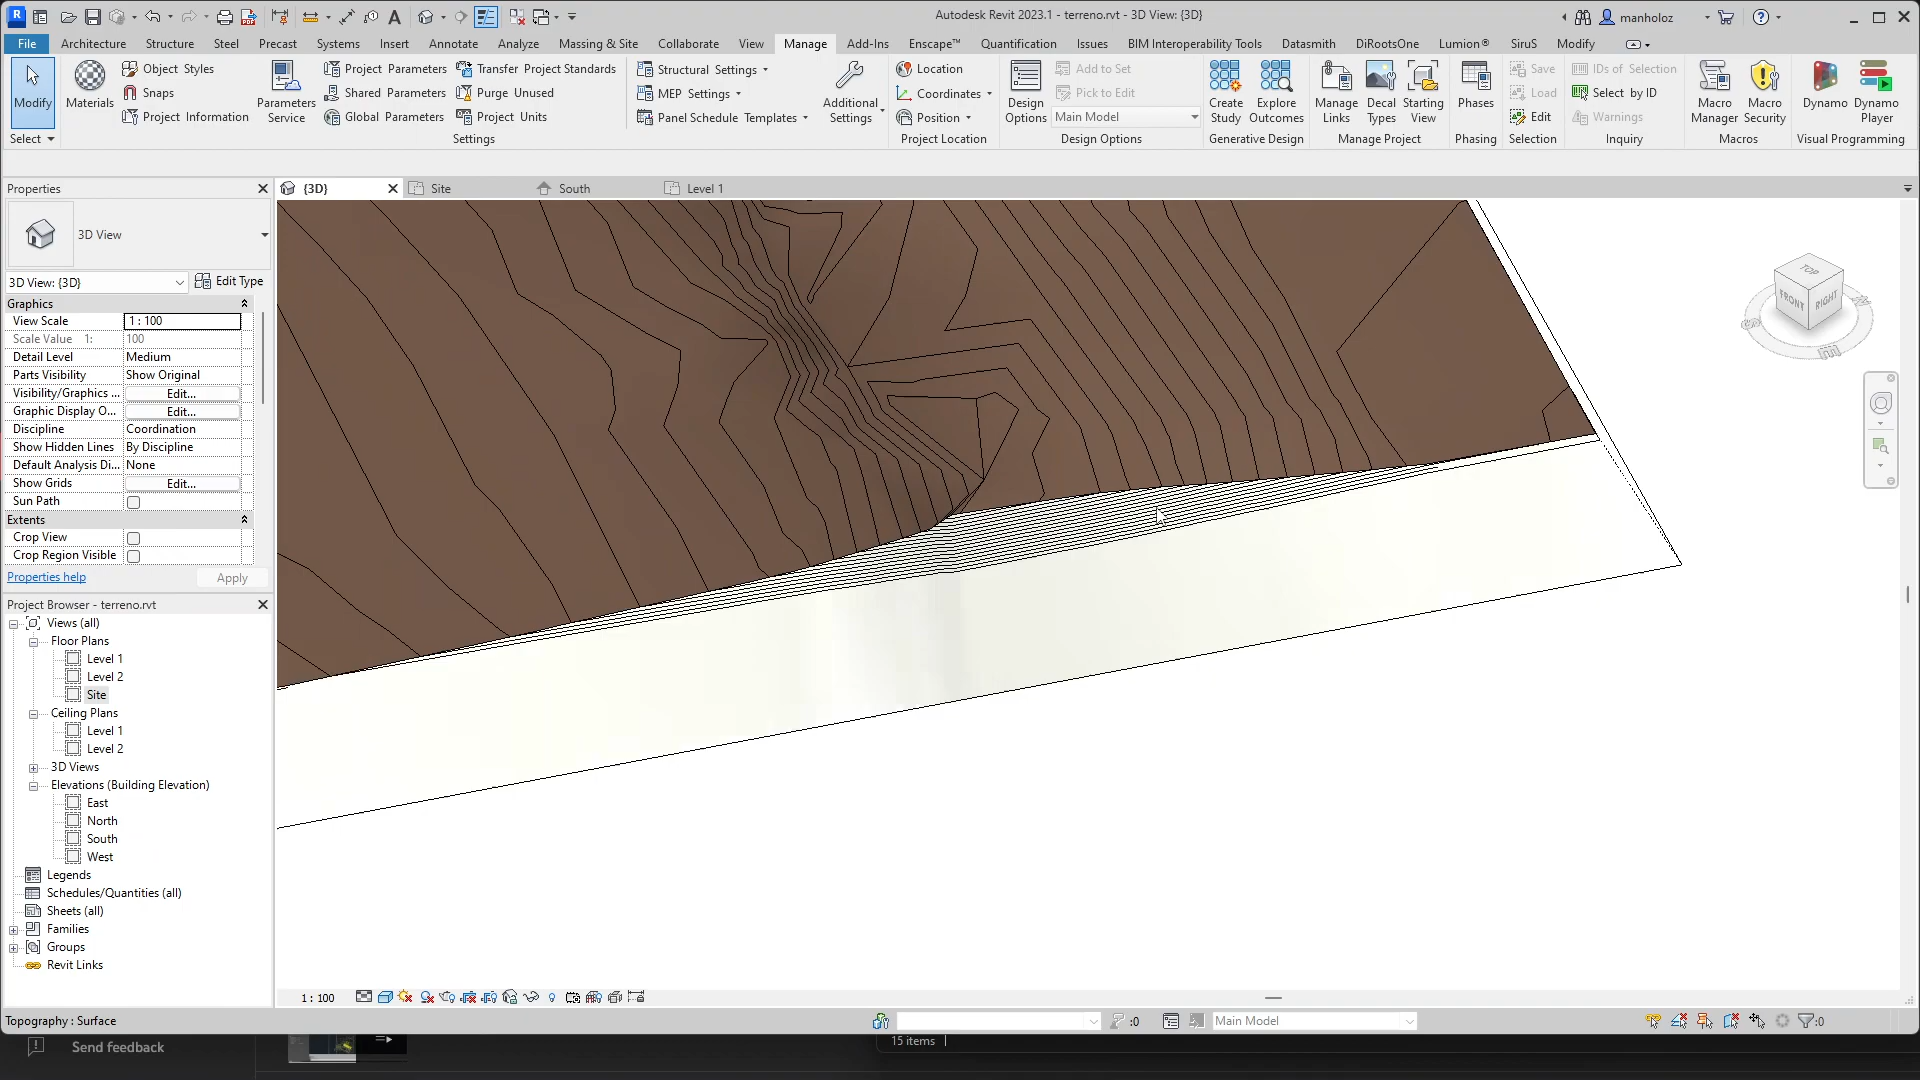 Autodesk Revit 2023.1 - terreno.rvt - 3D View: {3D}
manholoz
File Architecture Structure Steel Precast Systems Insert Annotate Analyze Massing & Site Collaborate View Manage Add-Ins Enscape™ Quantification Issues BIM Interoperability Tools Datasmith DiRootsOne Lumion® SiruS Modify
Modify
Materials
Object Styles
Snaps
Project Information
Parameters
Service
Project Parameters
Shared Parameters
Global Parameters
Transfer Project Standards
Purge Unused
Project Units
Structural Settings
MEP Settings
Panel Schedule Templates
Additional
Settings
Location
Coordinates
Position
Design
Options
Add to Set
Pick to Edit
Main Model
Create
Study
Explore
Outcomes
Manage
Links
Decal
Types
Starting
View
Phases
Save
Load
Edit
IDs of Selection
Select by ID
Warnings
Macro
Manager
Macro
Security
Dynamo
Dynamo
Player
Select
Settings
Project Location
Design Options
Generative Design
Manage Project
Phasing
Selection
Inquiry
Macros
Visual Programming
Properties
{3D}
Site
South
Level 1
3D View
3D View: {3D}
Edit Type
Graphics
View Scale 1 : 100
Scale Value 1: 100
Detail Level Medium
Parts Visibility Show Original
Visibility/Graphics ... Edit...
Graphic Display O... Edit...
Discipline Coordination
Show Hidden Lines By Discipline
Default Analysis Di... None
Show Grids Edit...
Sun Path
Extents
Crop View
Crop Region Visible
Properties help
Apply
Project Browser - terreno.rvt
Views (all)
Floor Plans
Level 1
Level 2
Site
Ceiling Plans
Level 1
Level 2
3D Views
Elevations (Building Elevation)
East
North
South
West
Legends
Schedules/Quantities (all)
Sheets (all)
Families
Groups
Revit Links
TOP
FRONT
RIGHT
1 : 100
Topography : Surface
:0
Main Model
:0
Send feedback
15 items